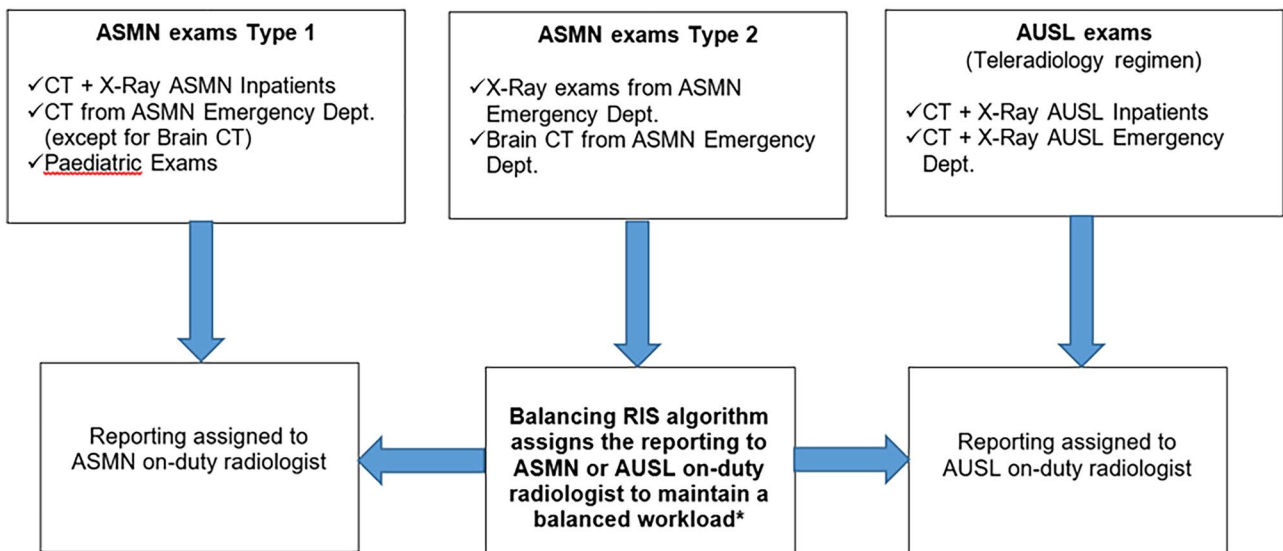 ASMN exams Type 1
✓CT + X-Ray ASMN Inpatients
✓CT from ASMN Emergency Dept.
(except for Brain CT)
✓Paediatric Exams
ASMN exams Type 2
✓X-Ray exams from ASMN
Emergency Dept.
✓Brain CT from ASMN Emergency
Dept.
AUSL exams
(Teleradiology regimen)
✓CT + X-Ray AUSL Inpatients
✓CT + X-Ray AUSL Emergency
Dept.
Reporting assigned to
ASMN on-duty radiologist
Balancing RIS algorithm
assigns the reporting to
ASMN or AUSL on-duty
radiologist to maintain a
balanced workload*
Reporting assigned to
AUSL on-duty radiologist